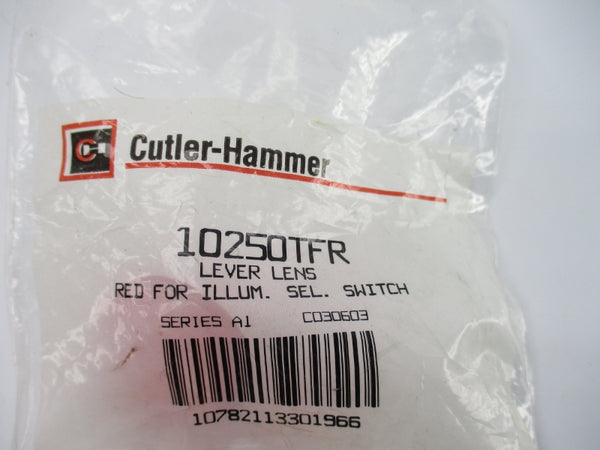 C
Cutler-Hammer
10250TFR
LEVER LENS
RED FOR ILLUM. SEL. SWITCH
SERIES A1 C030603
10782113301966